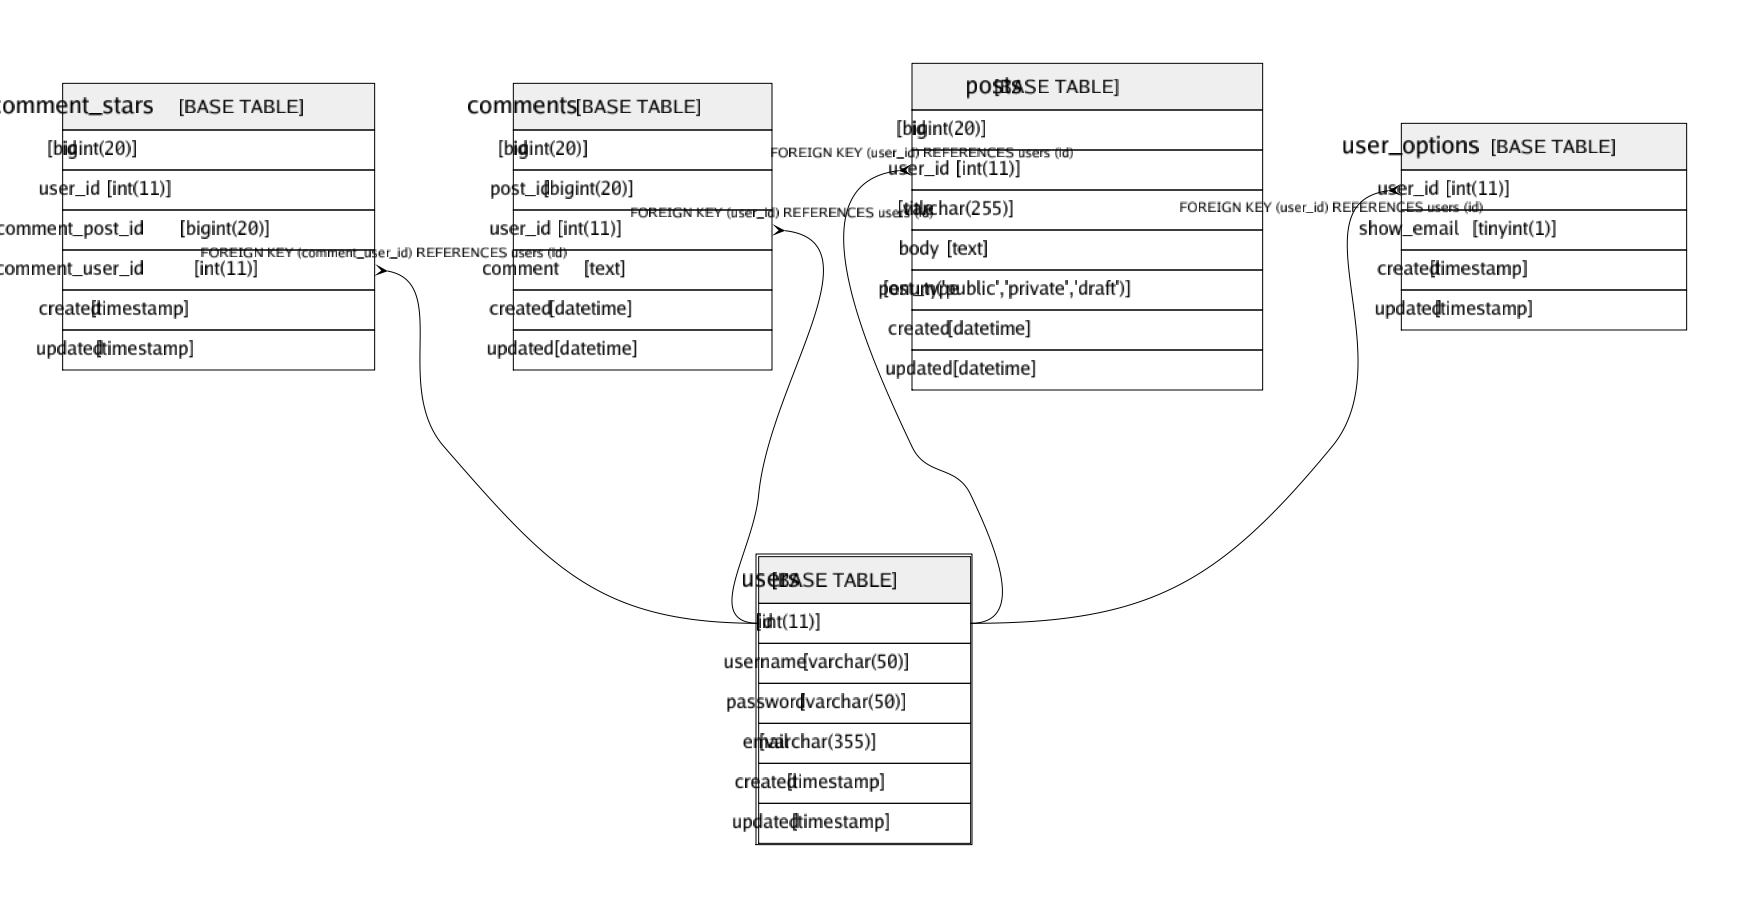 comment_stars [BASE TABLE]
id [bigint(20)]
user_id [int(11)]
comment_post_id [bigint(20)]
comment_user_id [int(11)]
created [timestamp]
updated [timestamp]
FOREIGN KEY (comment_user_id) REFERENCES users (id)
comments [BASE TABLE]
id [bigint(20)]
post_id [bigint(20)]
user_id [int(11)]
comment [text]
created [datetime]
updated [datetime]
FOREIGN KEY (user_id) REFERENCES users (id)
posts [BASE TABLE]
id [bigint(20)]
user_id [int(11)]
title [varchar(255)]
body [text]
post_type [enum('public','private','draft')]
created [datetime]
updated [datetime]
FOREIGN KEY (user_id) REFERENCES users (id)
user_options [BASE TABLE]
user_id [int(11)]
show_email [tinyint(1)]
created [timestamp]
updated [timestamp]
FOREIGN KEY (user_id) REFERENCES users (id)
users [BASE TABLE]
id [int(11)]
username [varchar(50)]
password [varchar(50)]
email [varchar(355)]
created [timestamp]
updated [timestamp]